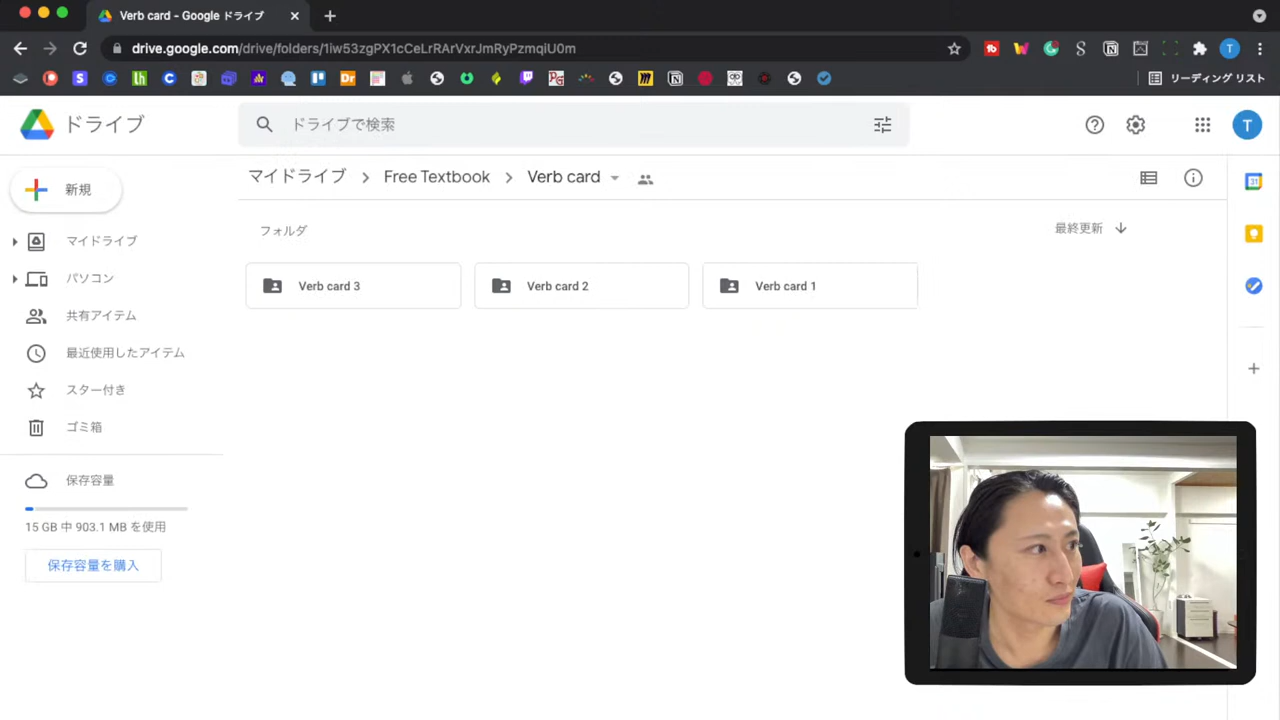 Verb card - Google ドライブ
drive.google.com/drive/folders/1iw53zgPX1cCeLrRArVxrJmRyPzmqiU0m
リーディング リスト
ドライブ
ドライブで検索
T
新規
マイドライブ
パソコン
共有アイテム
最近使用したアイテム
スター付き
ゴミ箱
保存容量
15 GB 中 903.1 MB を使用
保存容量を購入
マイドライブ > Free Textbook > Verb card
フォルダ
最終更新
Verb card 3
Verb card 2
Verb card 1